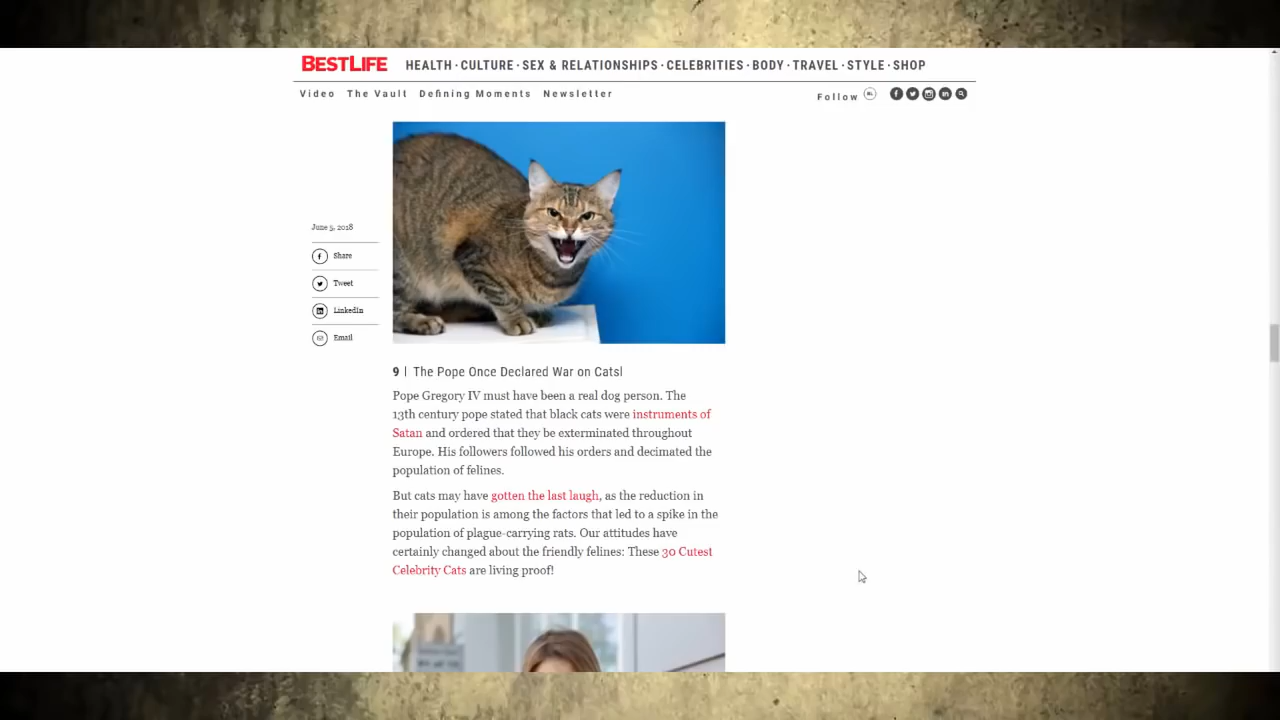 BESTLIFE HEALTH · CULTURE · SEX & RELATIONSHIPS · CELEBRITIES · BODY · TRAVEL · STYLE · SHOP
Video The Vault Defining Moments Newsletter Follow
June 5, 2018
Share
Tweet
LinkedIn
Email
9 | The Pope Once Declared War on Cats!
Pope Gregory IV must have been a real dog person. The
13th century pope stated that black cats were instruments of
Satan and ordered that they be exterminated throughout
Europe. His followers followed his orders and decimated the
population of felines.
But cats may have gotten the last laugh, as the reduction in
their population is among the factors that led to a spike in the
population of plague-carrying rats. Our attitudes have
certainly changed about the friendly felines: These 30 Cutest
Celebrity Cats are living proof!